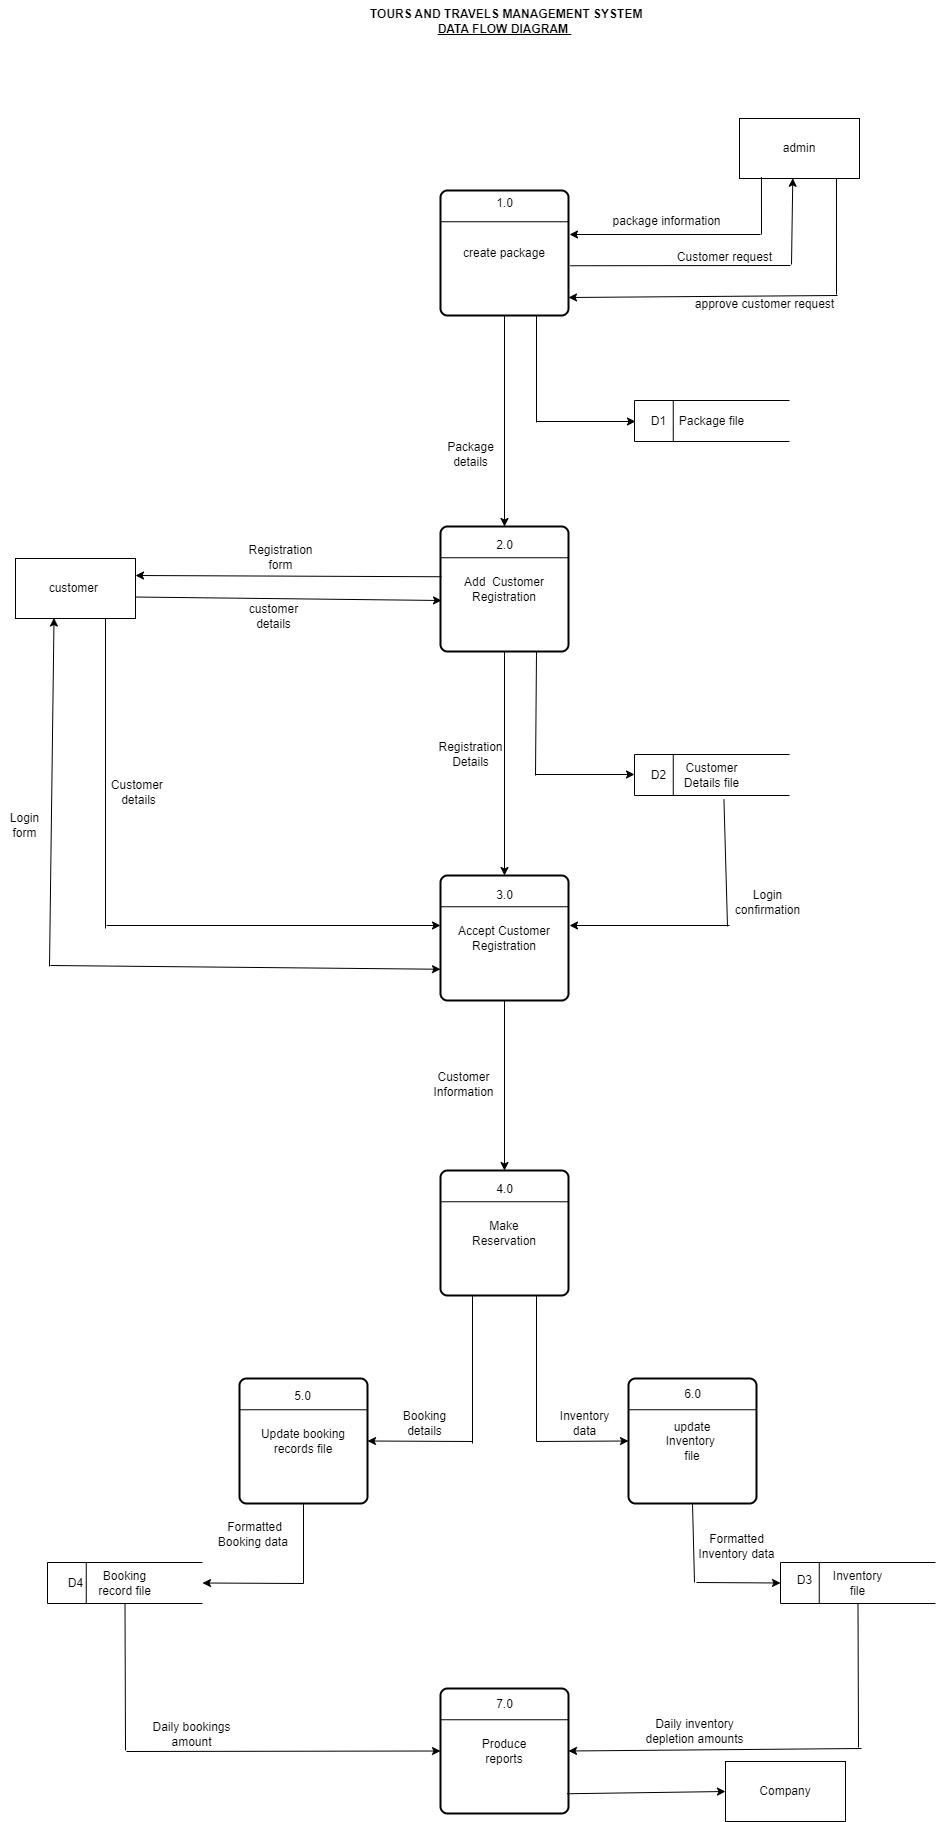 TOURS AND TRAVELS MANAGEMENT SYSTEM
DATA FLOW DIAGRAM
admin
1.0
package information
create package
Customer request
approve customer request
D1
Package file
Package
details
2.0
Registration
form
customer
Add Customer
Registration
customer
details
Registration
Details
D2
Customer
Details file
Customer
details
Login
form
3.0
Login
confirmation
Accept Customer
Registration
Customer
Information
4.0
Make
Reservation
5.0
6.0
Booking
details
Inventory
data
Update booking
records file
update
Inventory
file
Formatted
Booking data
Formatted
Inventory data
D4
Booking
record file
D3
Inventory
file
7.0
Daily bookings
amount
Daily inventory
depletion amounts
Produce
reports
Company